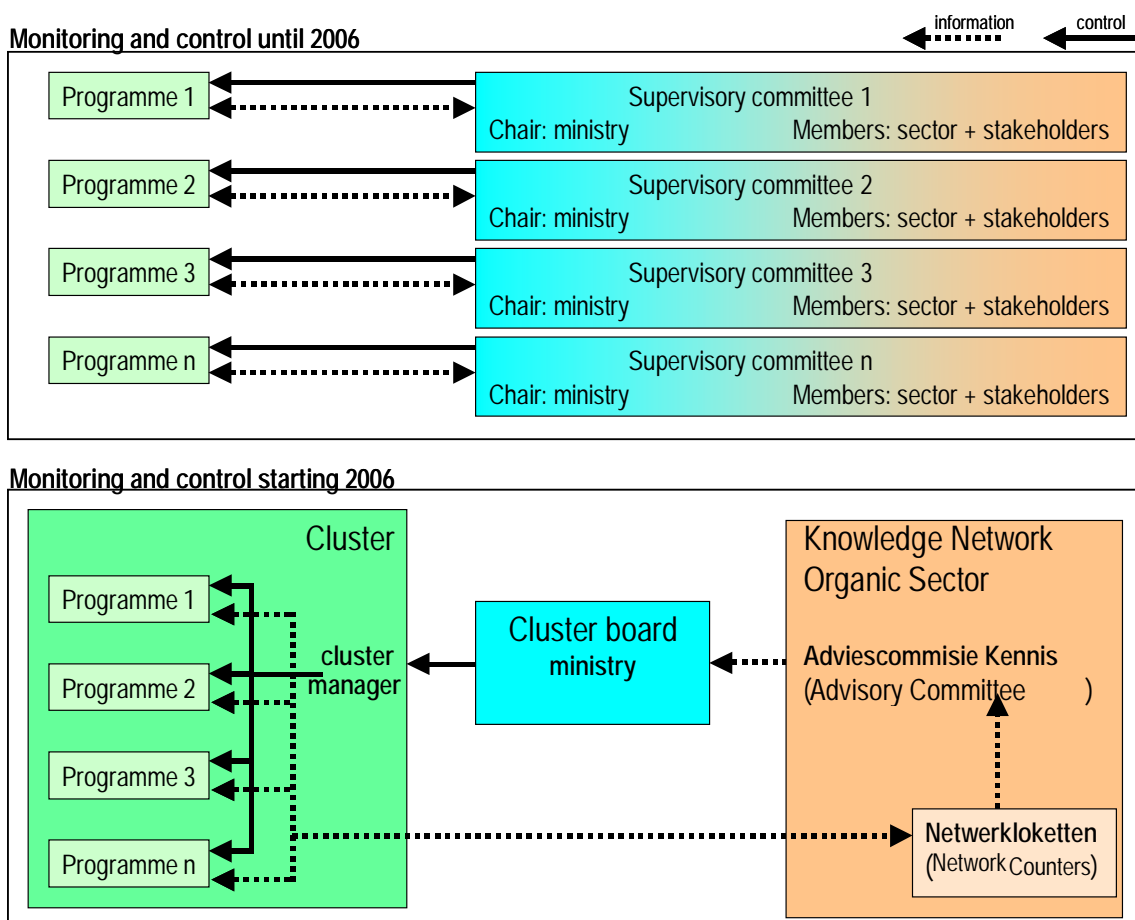 information control
Monitoring and control until 2006
Programme 1
Supervisory committee 1
Chair: ministry Members: sector + stakeholders
Programme 2
Supervisory committee 2
Chair: ministry Members: sector + stakeholders
Programme 3
Supervisory committee 3
Chair: ministry Members: sector + stakeholders
Programme n
Supervisory committee n
Chair: ministry Members: sector + stakeholders
Monitoring and control starting 2006
Cluster
Programme 1
Programme 2
Programme 3
Programme n
cluster
manager
Cluster board
ministry
Knowledge Network
Organic Sector
Adviescommisie Kennis
(Advisory Committee )
Netwerkloketten
(Network Counters)